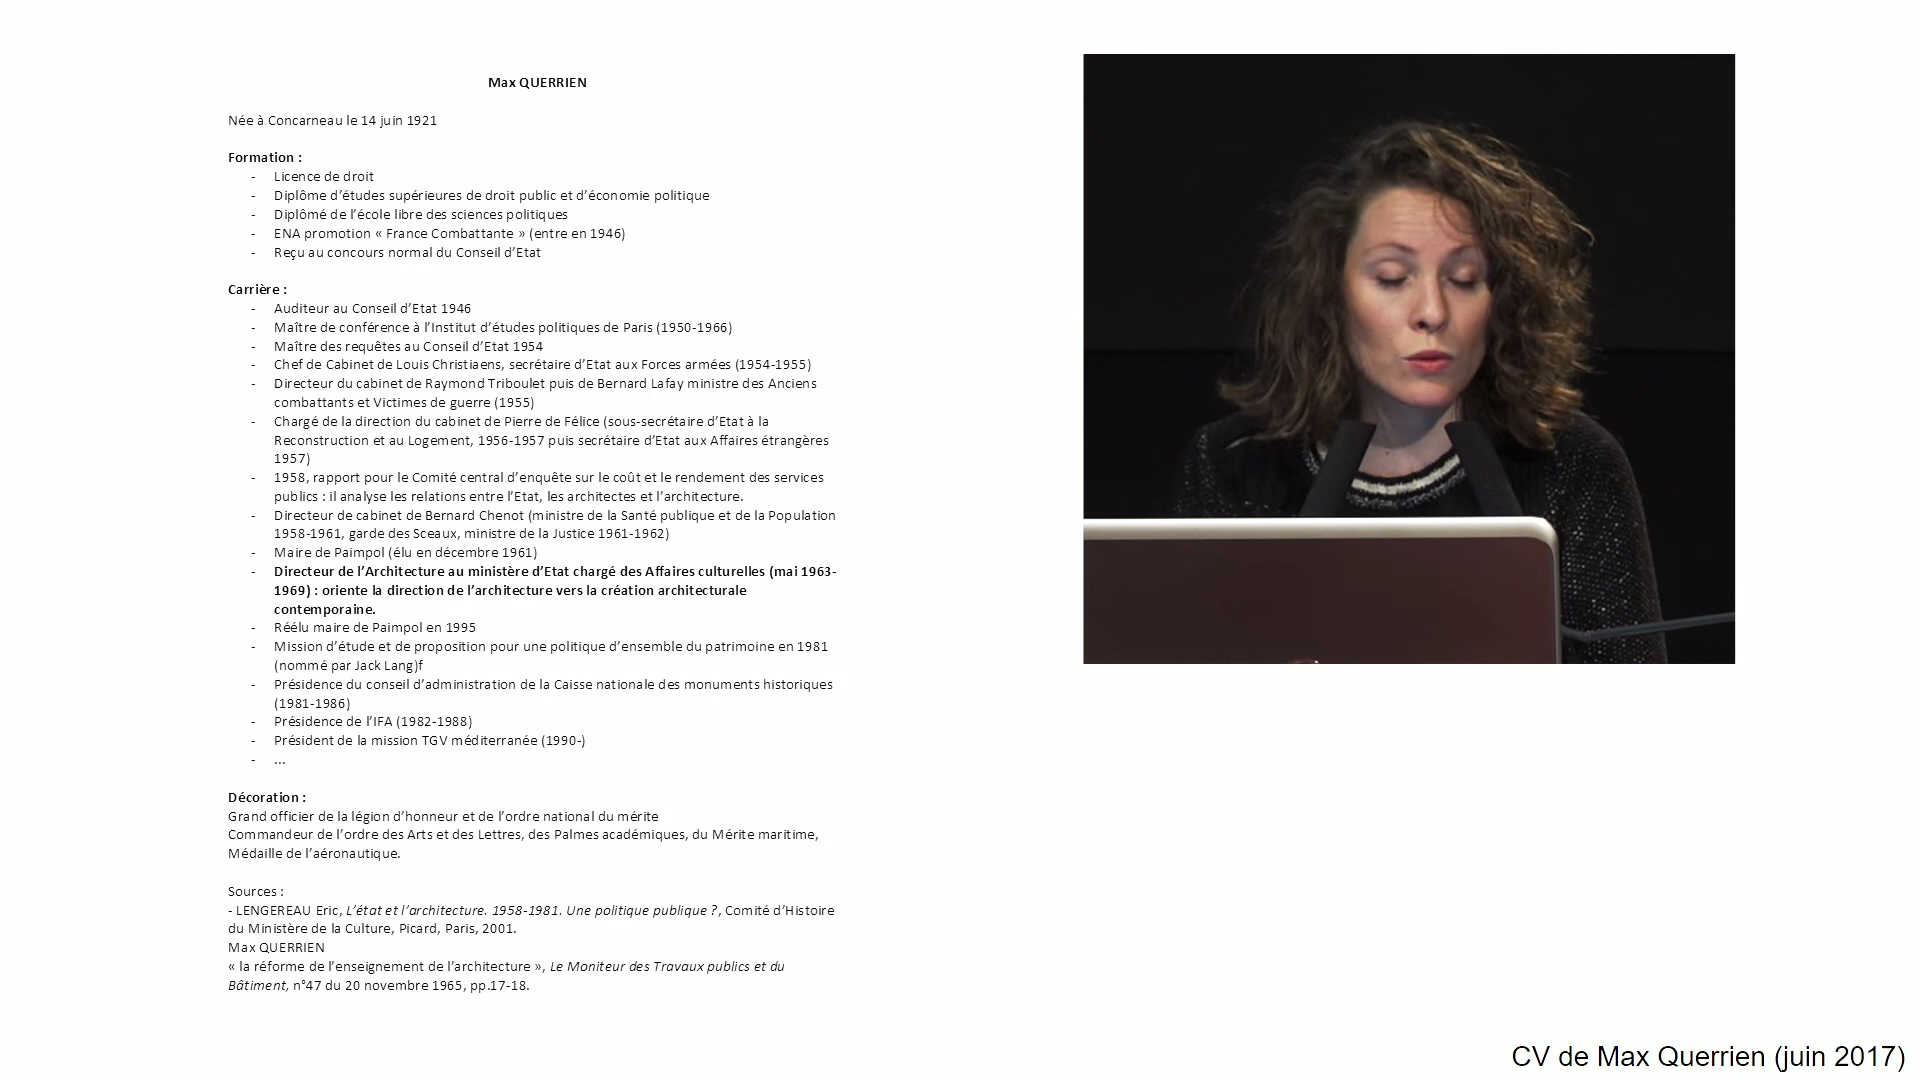 Max QUERRIEN
Née à Concarneau le 14 juin 1921
Formation :
- Licence de droit
- Diplôme d’études supérieures de droit public et d’économie politique
- Diplômé de l’école libre des sciences politiques
- ENA promotion « France Combattante » (entre en 1946)
- Reçu au concours normal du Conseil d’Etat
Carrière :
- Auditeur au Conseil d’Etat 1946
- Maître de conférence à l’Institut d’études politiques de Paris (1950-1966)
- Maître des requêtes au Conseil d’Etat 1954
- Chef de Cabinet de Louis Christiaens, secrétaire d’Etat aux Forces armées (1954-1955)
- Directeur du cabinet de Raymond Triboulet puis de Bernard Lafay ministre des Anciens
combattants et Victimes de guerre (1955)
- Chargé de la direction du cabinet de Pierre de Félice (sous-secrétaire d’Etat à la
Reconstruction et au Logement, 1956-1957 puis secrétaire d’Etat aux Affaires étrangères
1957)
- 1958, rapport pour le Comité central d’enquête sur le coût et le rendement des services
publics : il analyse les relations entre l’Etat, les architectes et l’architecture.
- Directeur de cabinet de Bernard Chenot (ministre de la Santé publique et de la Population
1958-1961, garde des Sceaux, ministre de la Justice 1961-1962)
- Maire de Paimpol (élu en décembre 1961)
- Directeur de l’Architecture au ministère d’Etat chargé des Affaires culturelles (mai 1963-
1969) : oriente la direction de l’architecture vers la création architecturale
contemporaine.
- Réélu maire de Paimpol en 1995
- Mission d’étude et de proposition pour une politique d’ensemble du patrimoine en 1981
(nommé par Jack Lang)f
- Présidence du conseil d’administration de la Caisse nationale des monuments historiques
(1981-1986)
- Présidence de l’IFA (1982-1988)
- Président de la mission TGV méditerranée (1990-)
- ...
Décoration :
Grand officier de la légion d’honneur et de l’ordre national du mérite
Commandeur de l’ordre des Arts et des Lettres, des Palmes académiques, du Mérite maritime,
Médaille de l’aéronautique.
Sources :
- LENGEREAU Eric, L’état et l’architecture. 1958-1981. Une politique publique ?, Comité d’Histoire
du Ministère de la Culture, Picard, Paris, 2001.
Max QUERRIEN
« la réforme de l’enseignement de l’architecture », Le Moniteur des Travaux publics et du
Bâtiment, n°47 du 20 novembre 1965, pp.17-18.
CV de Max Querrien (juin 2017)